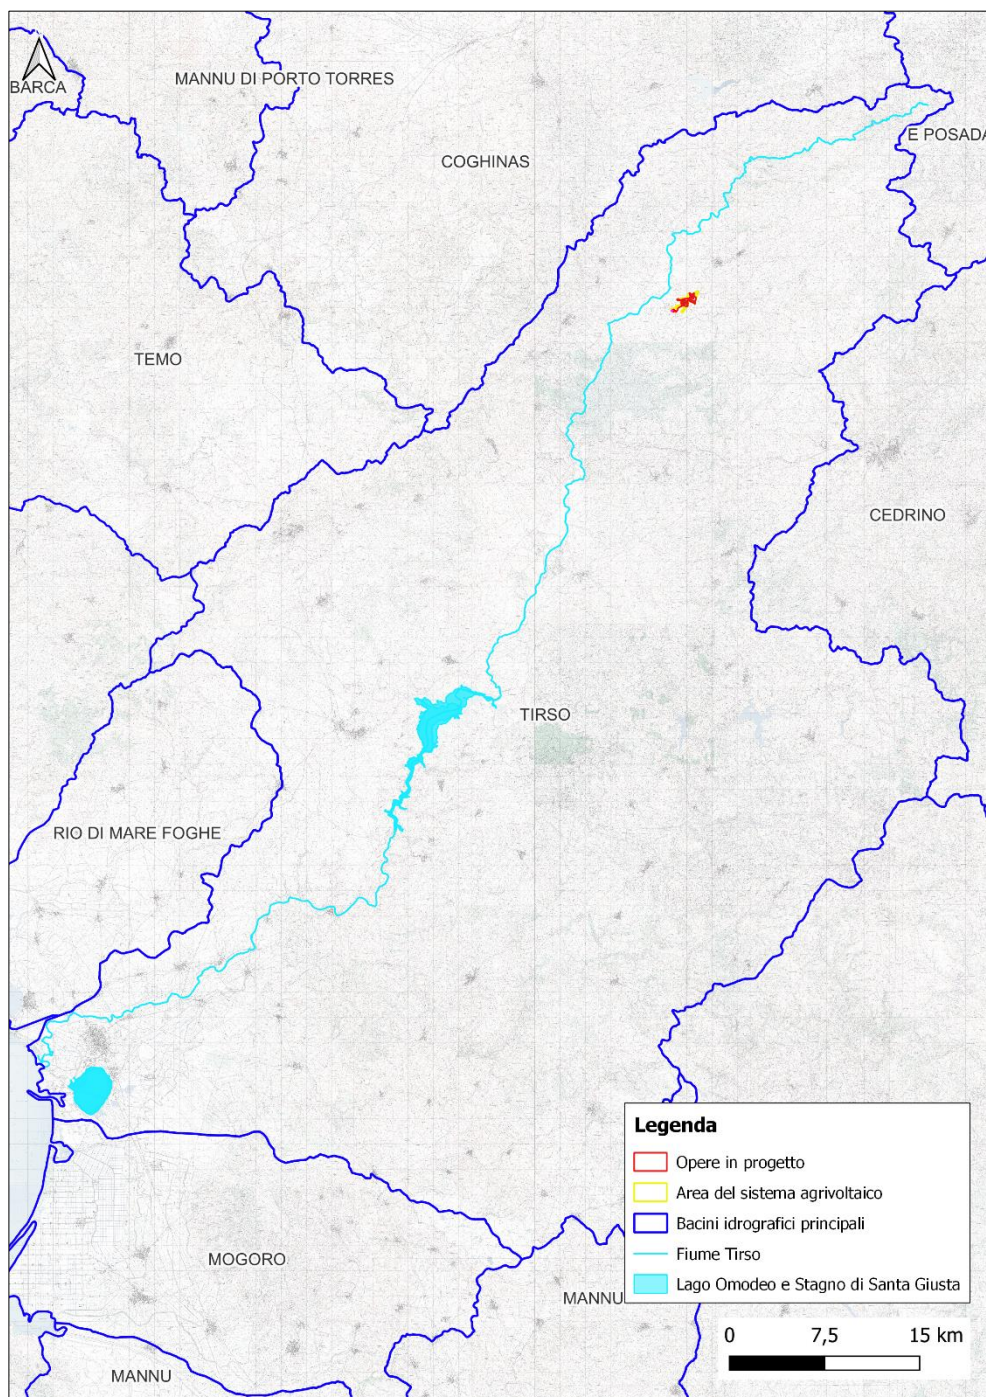 BARCA
MANNU DI PORTO TORRES
E POSADA
COGHINAS
TEMO
CEDRINO
TIRSO
RIO DI MARE FOGHE
MOGORO
MANNU
MANNU
Legenda
Opere in progetto
Area del sistema agrivoltaico
Bacini idrografici principali
Fiume Tirso
Lago Omodeo e Stagno di Santa Giusta
0 7,5 15 km